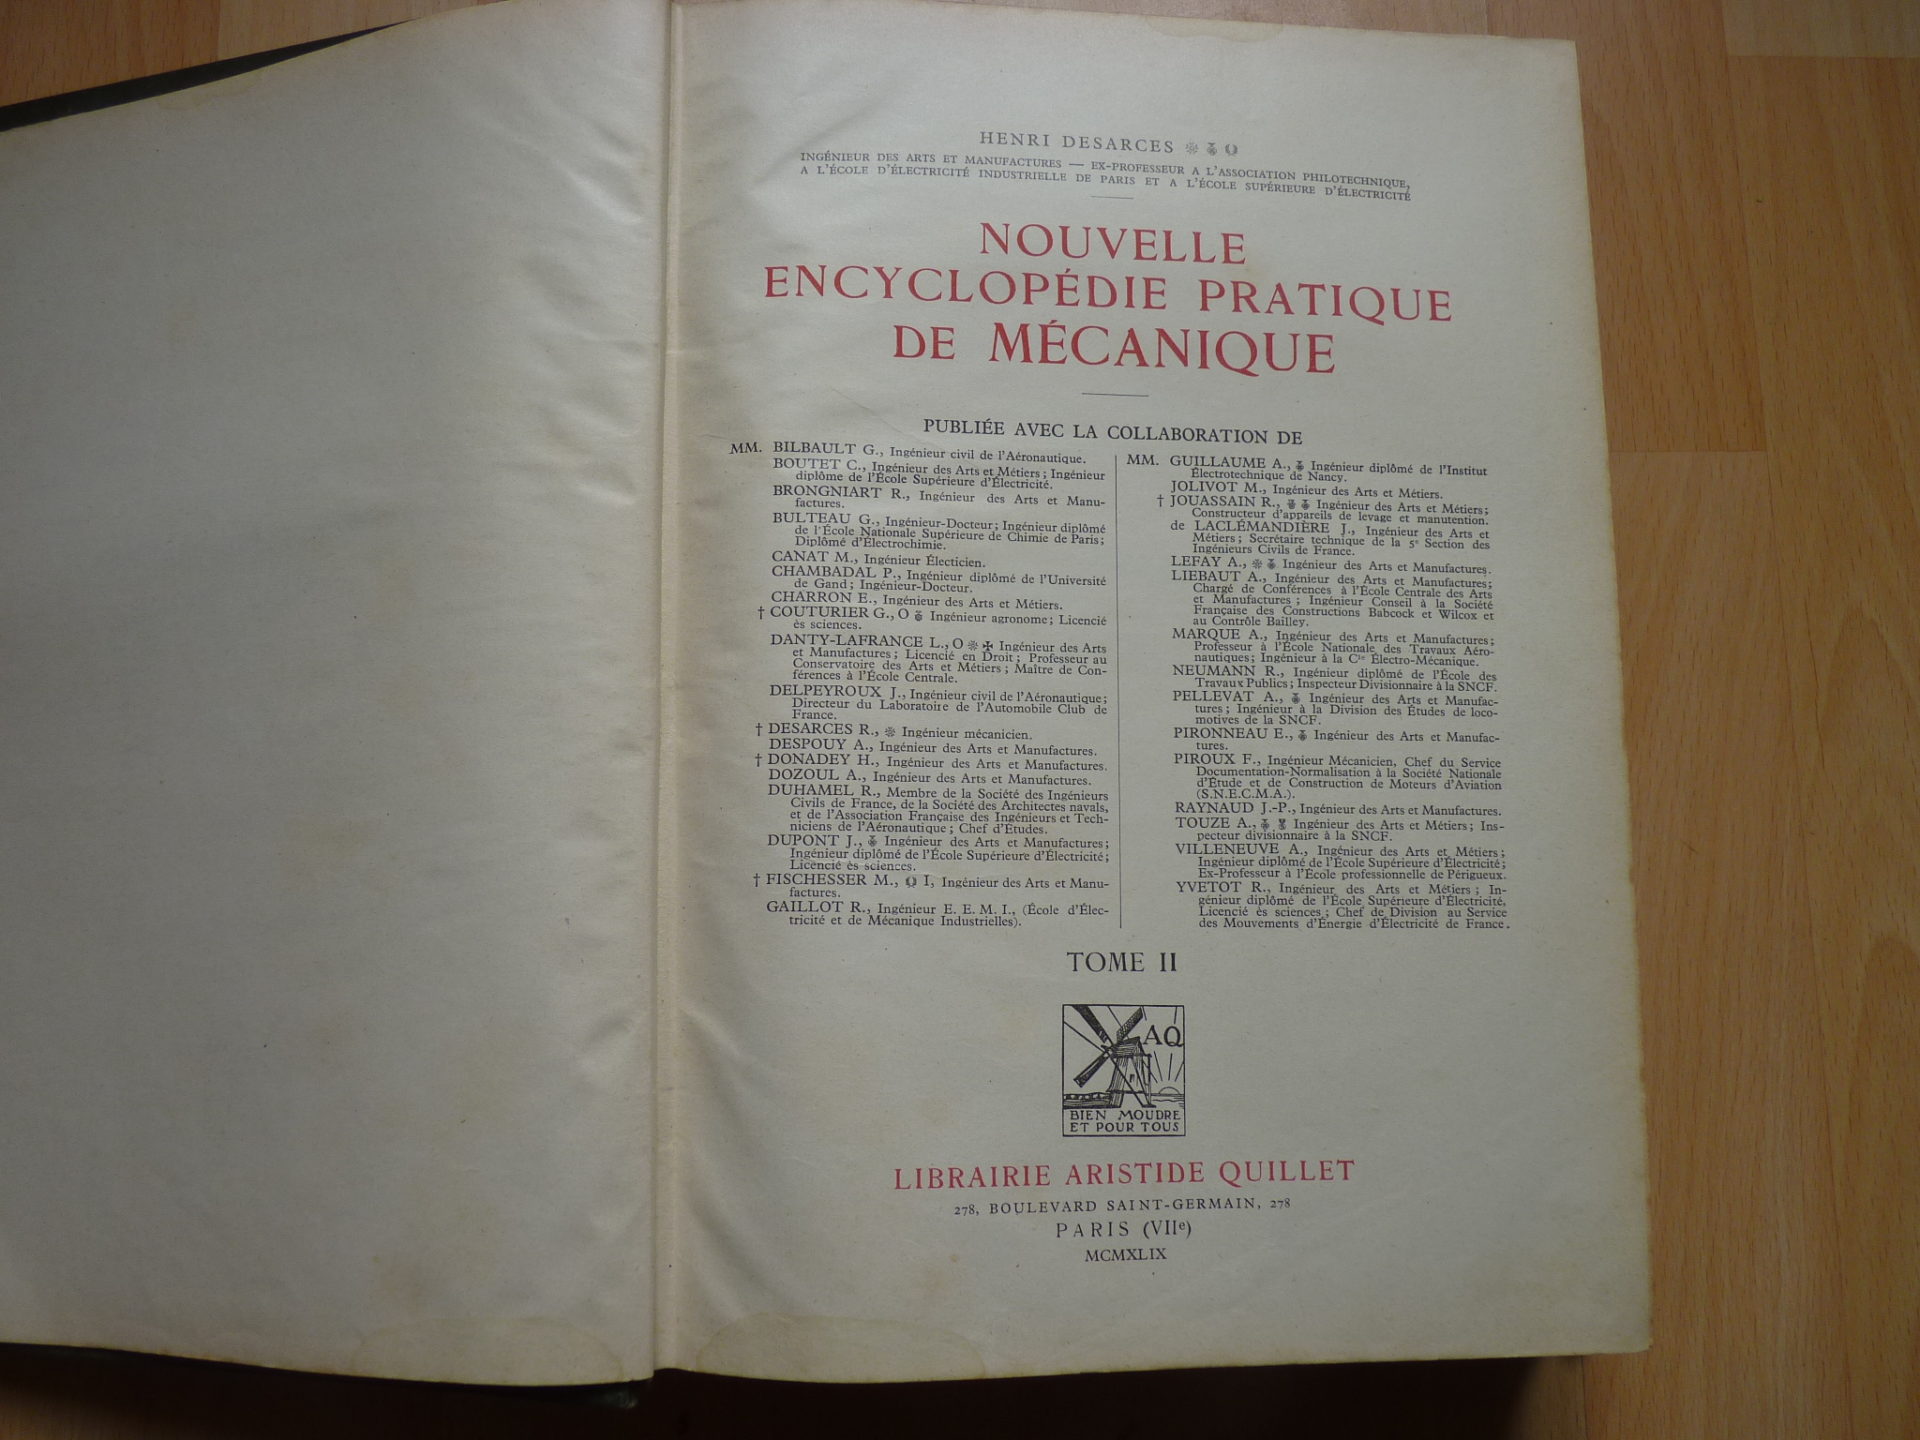 HENRI DESARCES
INGÉNIEUR DES ARTS ET MANUFACTURES — EX-PROFESSEUR A L'ASSOCIATION PHILOTECHNIQUE,
A L'ÉCOLE D'ÉLECTRICITÉ INDUSTRIELLE DE PARIS ET A L'ÉCOLE SUPÉRIEURE D'ÉLECTRICITÉ
NOUVELLE
ENCYCLOPÉDIE PRATIQUE
DE MÉCANIQUE
PUBLIÉE AVEC LA COLLABORATION DE
MM. BILBAULT G., Ingénieur civil de l'Aéronautique.
BOUTET C., Ingénieur des Arts et Métiers; Ingénieur
diplôme de l'École Supérieure d'Électricité.
BRONGNIART R., Ingénieur des Arts et Manu-
factures.
BULTEAU G., Ingénieur-Docteur; Ingénieur diplômé
de l'École Nationale Supérieure de Chimie de Paris;
Diplômé d'Électrochimie.
CANAT M., Ingénieur Électicien.
CHAMBADAL P., Ingénieur diplômé de l'Université
de Gand; Ingénieur-Docteur.
CHARRON E., Ingénieur des Arts et Métiers.
† COUTURIER G., O Ingénieur agronome; Licencié
ès sciences.
DANTY-LAFRANCE L., O ✠ Ingénieur des Arts
et Manufactures; Licencié en Droit; Professeur au
Conservatoire des Arts et Métiers; Maître de Con-
férences à l'École Centrale.
DELPEYROUX J., Ingénieur civil de l'Aéronautique;
Directeur du Laboratoire de l'Automobile Club de
France.
† DESARCES R., Ingénieur mécanicien.
DESPOUY A., Ingénieur des Arts et Manufactures.
† DONADEY H., Ingénieur des Arts et Manufactures.
DOZOUL A., Ingénieur des Arts et Manufactures.
DUHAMEL R., Membre de la Société des Ingénieurs
Civils de France, de la Société des Architectes navals,
et de l'Association Française des Ingénieurs et Tech-
niciens de l'Aéronautique; Chef d'Études.
DUPONT J., Ingénieur des Arts et Manufactures;
Ingénieur diplômé de l'École Supérieure d'Électricité;
Licencié ès sciences.
† FISCHESSER M., I, Ingénieur des Arts et Manu-
factures.
GAILLOT R., Ingénieur E. E. M. I., (École d'Élec-
tricité et de Mécanique Industrielles).
MM. GUILLAUME A., Ingénieur diplômé de l'Institut
Électrotechnique de Nancy.
JOLIVOT M., Ingénieur des Arts et Métiers.
† JOUASSAIN R., Ingénieur des Arts et Métiers;
Constructeur d'appareils de levage et manutention.
de LACLÉMANDIÈRE J., Ingénieur des Arts et
Métiers; Secrétaire technique de la 5e Section des
Ingénieurs Civils de France.
LEFAY A., Ingénieur des Arts et Manufactures.
LIEBAUT A., Ingénieur des Arts et Manufactures;
Chargé de Conférences à l'École Centrale des Arts
et Manufactures; Ingénieur Conseil à la Société
Française des Constructions Babcock et Wilcox et
au Contrôle Bailley.
MARQUE A., Ingénieur des Arts et Manufactures;
Professeur à l'École Nationale des Travaux Aéro-
nautiques; Ingénieur à la Cie Électro-Mécanique.
NEUMANN R., Ingénieur diplômé de l'École des
Travaux Publics; Inspecteur Divisionnaire à la SNCF.
PELLEVAT A., Ingénieur des Arts et Manufac-
tures; Ingénieur à la Division des Études de loco-
motives de la SNCF.
PIRONNEAU E., Ingénieur des Arts et Manufac-
tures.
PIROUX F., Ingénieur Mécanicien, Chef du Service
Documentation-Normalisation à la Société Nationale
d'Étude et de Construction de Moteurs d'Aviation
(S.N.E.C.M.A.).
RAYNAUD J.-P., Ingénieur des Arts et Manufactures.
TOUZE A., Ingénieur des Arts et Métiers; Ins-
pecteur divisionnaire à la SNCF.
VILLENEUVE A., Ingénieur des Arts et Métiers;
Ingénieur diplômé de l'École Supérieure d'Électricité;
Ex-Professeur à l'École professionnelle de Périgueux.
YVETOT R., Ingénieur des Arts et Métiers; In-
génieur diplômé de l'École Supérieure d'Électricité.
Licencié ès sciences; Chef de Division au Service
des Mouvements d'Énergie d'Électricité de France.
TOME II
AQ
BIEN MOUDRE
ET POUR TOUS
LIBRAIRIE ARISTIDE QUILLET
278, BOULEVARD SAINT-GERMAIN, 278
PARIS (VIIe)
MCMXLIX